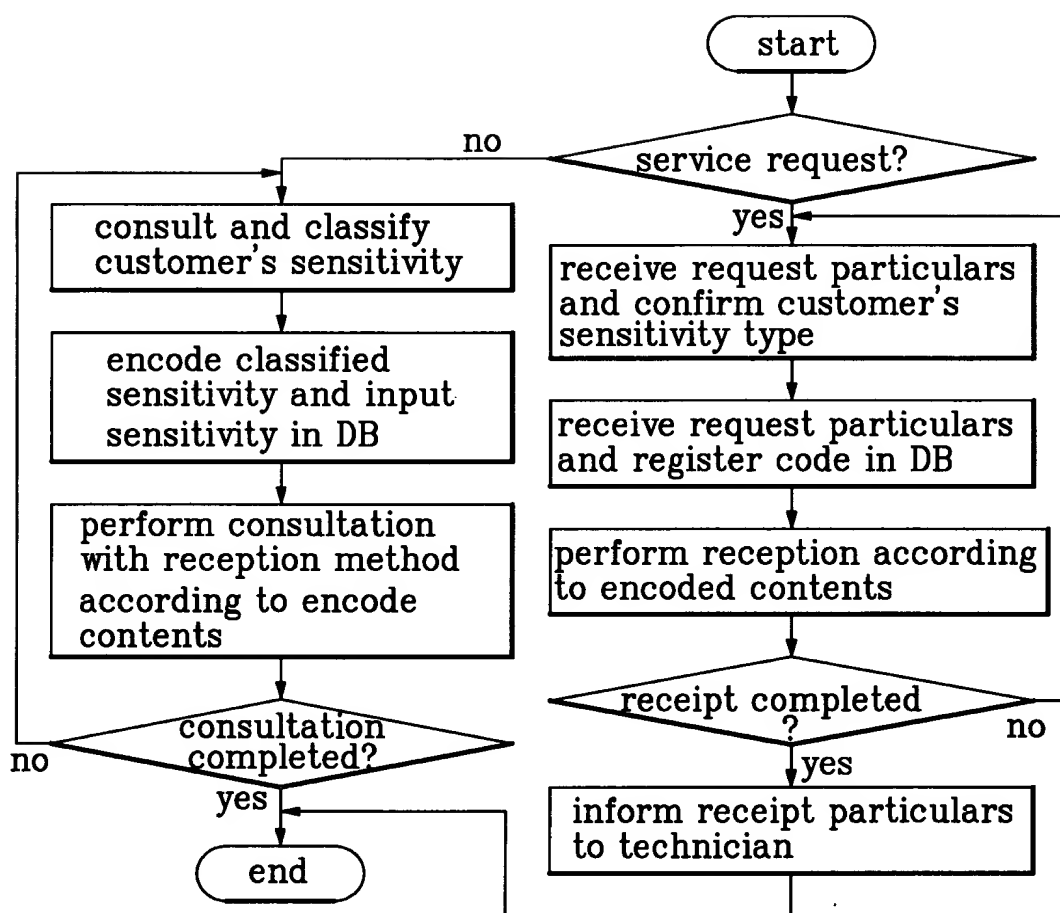 start
service request?
no
yes
consult and classify
customer's sensitivity
encode classified
sensitivity and input
sensitivity in DB
perform consultation
with reception method
according to encode
contents
consultation
completed?
no
yes
end
receive request particulars
and confirm customer's
sensitivity type
receive request particulars
and register code in DB
perform reception according
to encoded contents
receipt completed
?
no
yes
inform receipt particulars
to technician